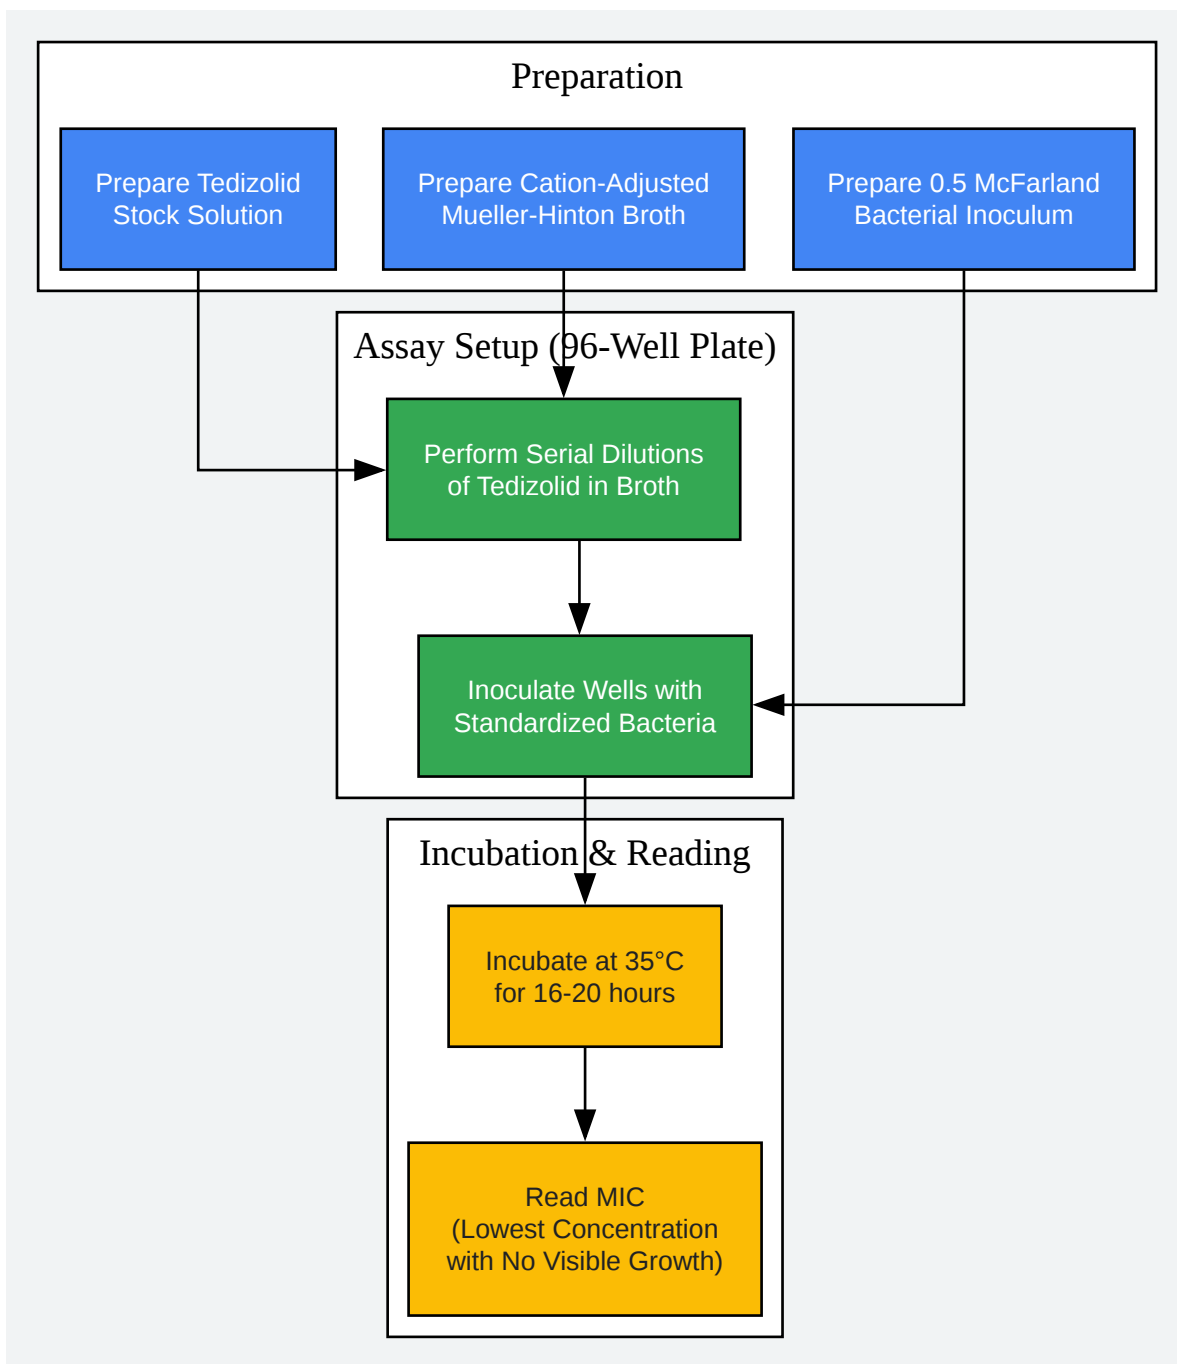 Preparation
Prepare Tedizolid
Stock Solution
Prepare Cation-Adjusted
Mueller-Hinton Broth
Prepare 0.5 McFarland
Bacterial Inoculum
Assay Setup (96-Well Plate)
Perform Serial Dilutions
of Tedizolid in Broth
Inoculate Wells with
Standardized Bacteria
Incubation & Reading
Incubate at 35°C
for 16-20 hours
Read MIC
(Lowest Concentration
with No Visible Growth)